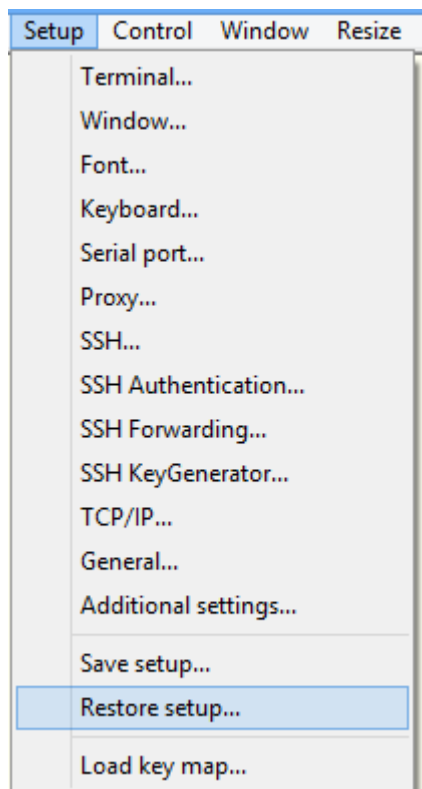 Setup Control Window Resize
Terminal...
Window...
Font...
Keyboard...
Serial port...
Proxy...
SSH...
SSH Authentication...
SSH Forwarding...
SSH KeyGenerator...
TCP/IP...
General...
Additional settings...
Save setup...
Restore setup...
Load key map...